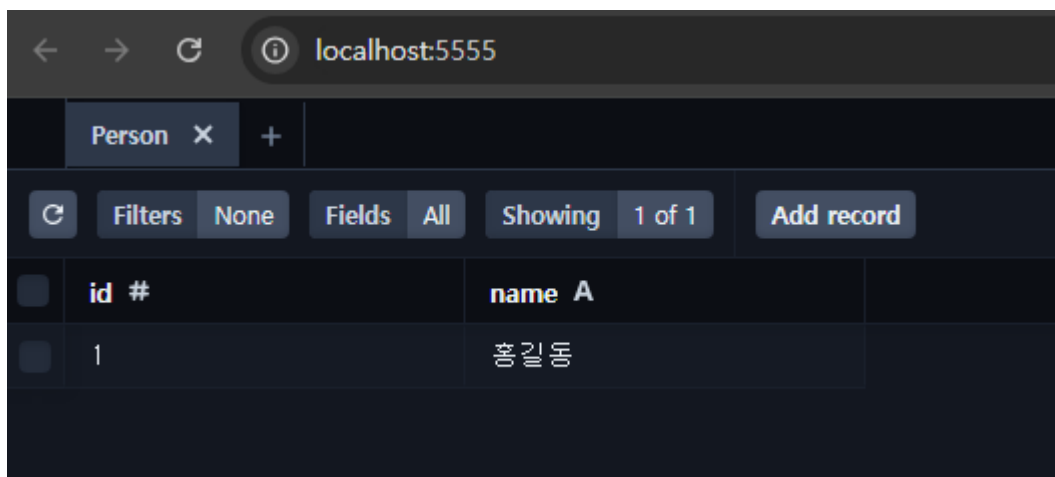 localhost:5555
Person
Filters None Fields All Showing 1 of 1 Add record
id # name A
1 홍길동